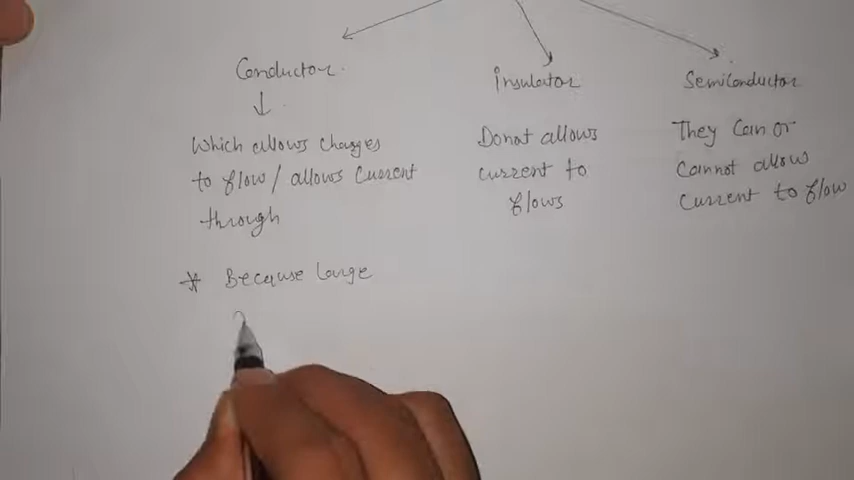 Conductor
Insulator
Semiconductor
Which allows charges
to flow / allows current
through
Donot allows
current to
flows
They Can or
Cannot allow
Current to flow
* Because large